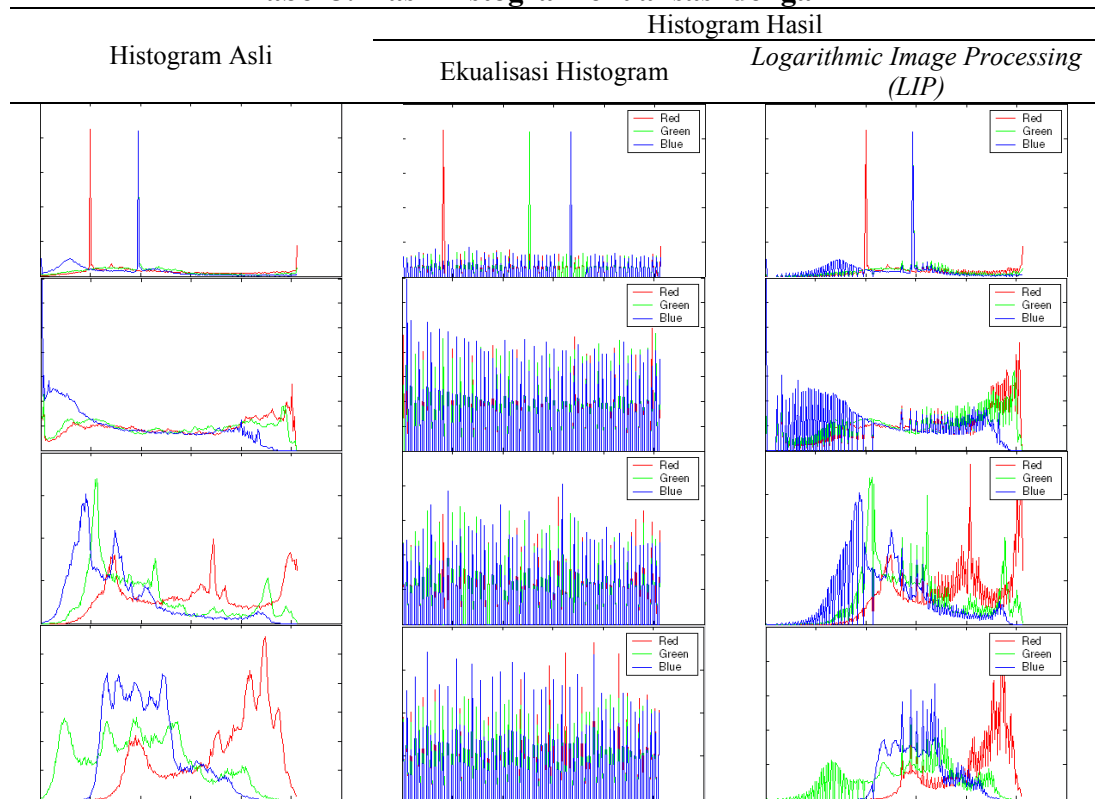 Histogram Hasil
Histogram Asli
Ekualisasi Histogram
Logarithmic Image Processing
(LIP)
Red
Green
Blue
Red
Green
Blue
Red
Green
Blue
Red
Green
Blue
Red
Green
Blue
Red
Green
Blue
Red
Green
Blue
Red
Green
Blue